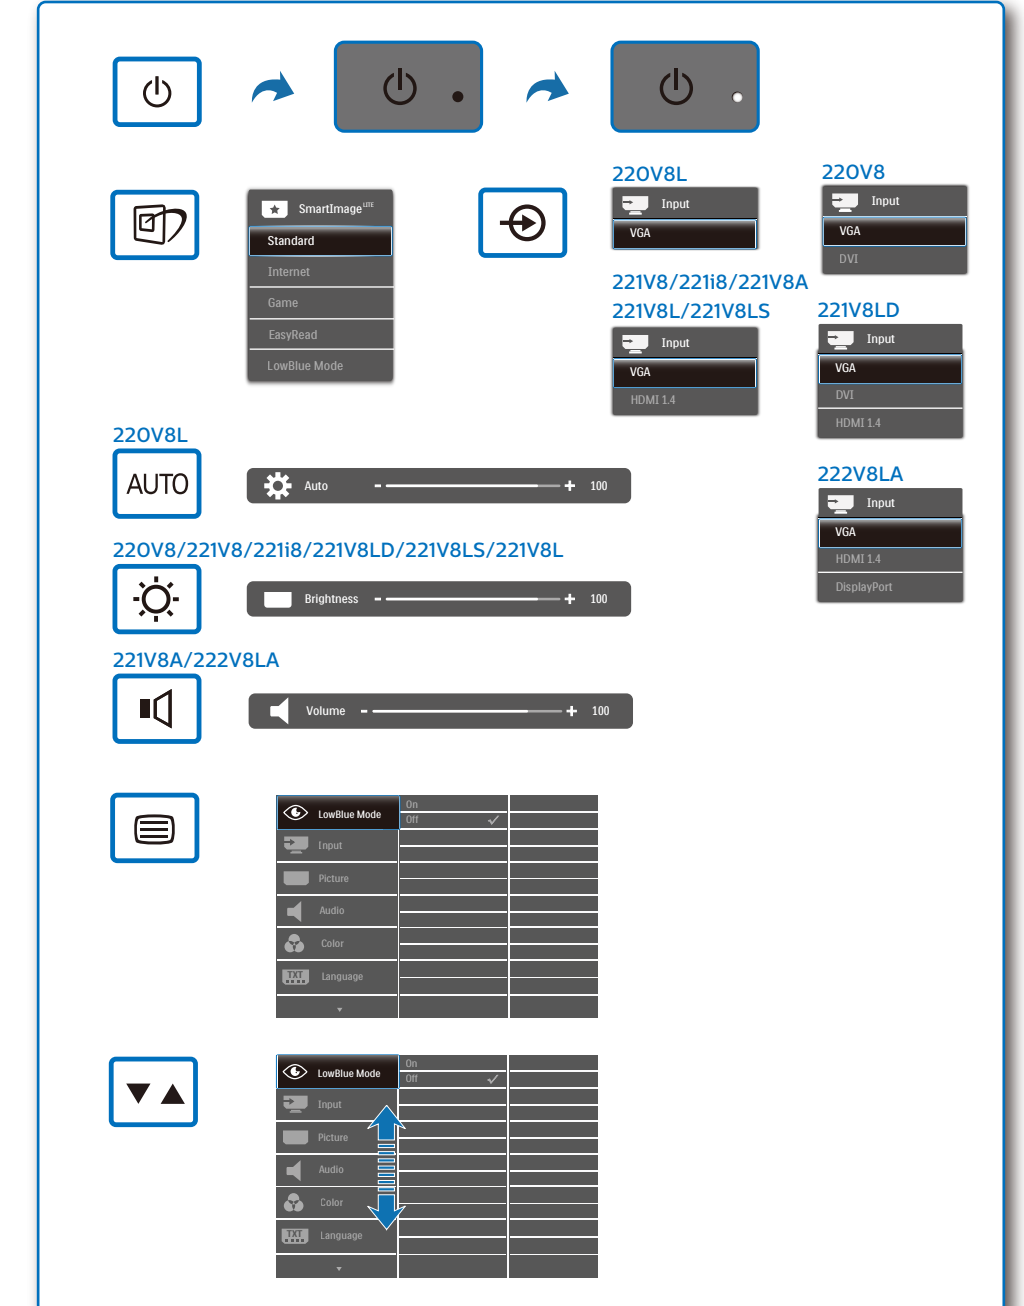 220V8L
Input
VGA
220V8
Input
VGA
DVI
SmartImage LITE
Standard
Internet
Game
EasyRead
LowBlue Mode
221V8/221i8/221V8A
221V8L/221V8LS
Input
VGA
HDMI 1.4
221V8LD
Input
VGA
DVI
HDMI 1.4
220V8L
AUTO
Auto - + 100
222V8LA
Input
VGA
HDMI 1.4
DisplayPort
220V8/221V8/221i8/221V8LD/221V8LS/221V8L
Brightness - + 100
221V8A/222V8LA
Volume - + 100
LowBlue Mode
On
Off
Input
Picture
Audio
Color
TXT Language
LowBlue Mode
On
Off
Input
Picture
Audio
Color
TXT Language